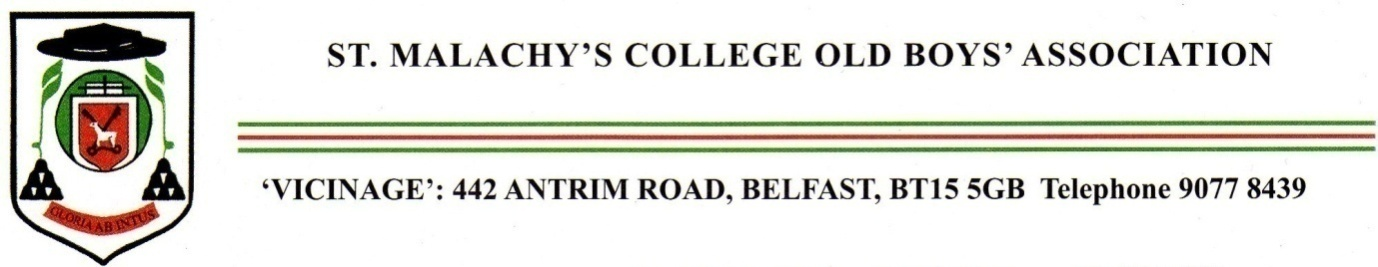 ST. MALACHY’S COLLEGE OLD BOYS’ ASSOCIATION
‘VICINAGE’: 442 ANTRIM ROAD, BELFAST, BT15 5GB Telephone 9077 8439
GLORIA AB INTUS